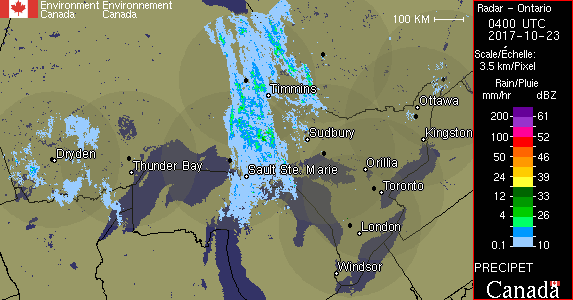 Environment Environnement
Canada Canada
100 KM
Timmins
Ottawa
Sudbury
Kingston
Dryden
Thunder Bay
Sault Ste. Marie
Orillia
Toronto
London
Windsor
Radar - Ontario
0400 UTC
2017-10-23
Scale/Échelle:
3.5 km/Pixel
Rain/Pluie
mm/hr dBZ
200 61
100 52
50 46
24 39
12 33
4 26
0.1 10
PRECIPET
Canada